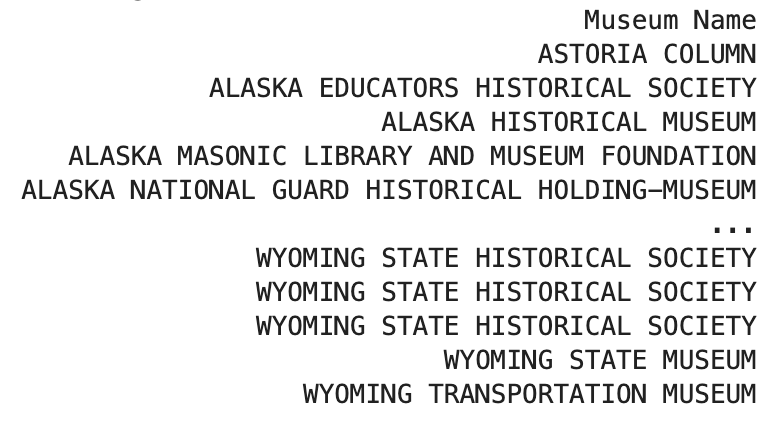 Museum Name
ASTORIA COLUMN
ALASKA EDUCATORS HISTORICAL SOCIETY
ALASKA HISTORICAL MUSEUM
ALASKA MASONIC LIBRARY AND MUSEUM FOUNDATION
ALASKA NATIONAL GUARD HISTORICAL HOLDING-MUSEUM
...
WYOMING STATE HISTORICAL SOCIETY
WYOMING STATE HISTORICAL SOCIETY
WYOMING STATE HISTORICAL SOCIETY
WYOMING STATE MUSEUM
WYOMING TRANSPORTATION MUSEUM